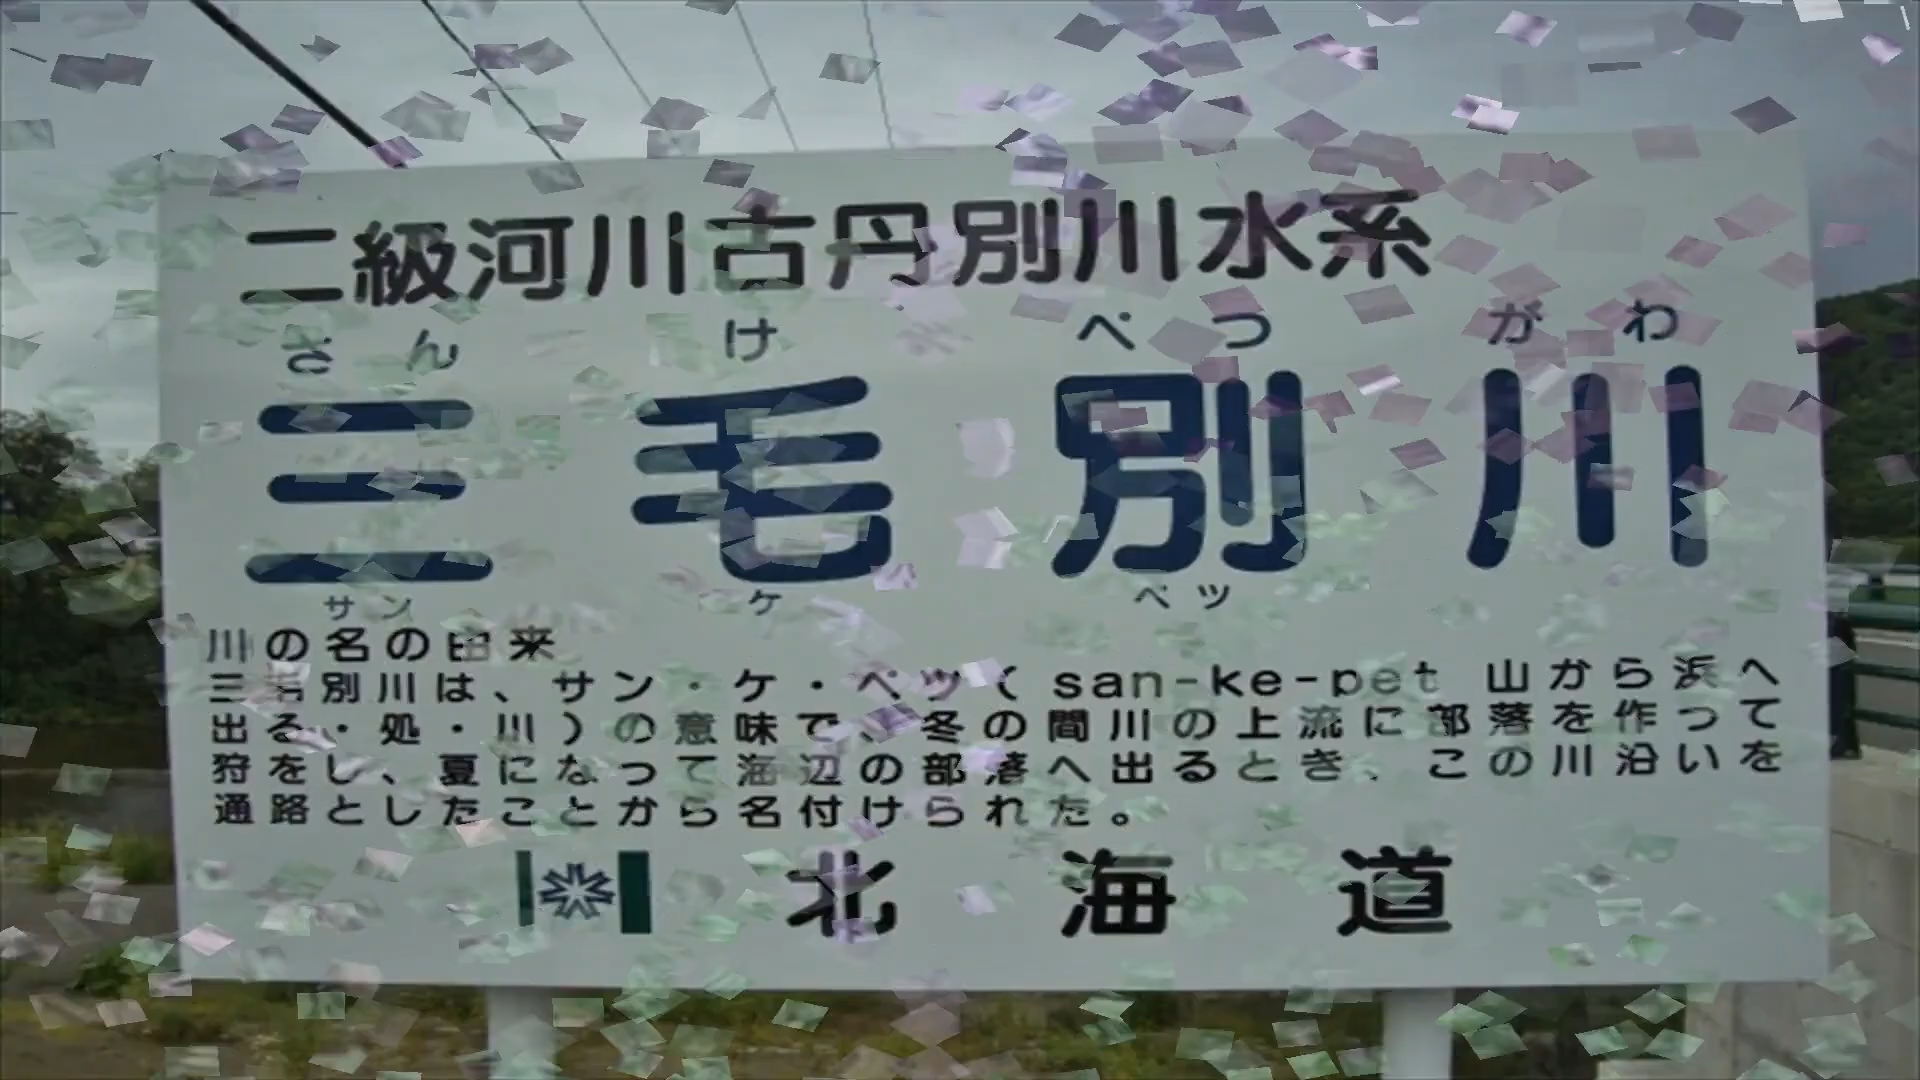 二級河川古丹別川水系
さん け べつ がわ
三毛別川
サン ケ ベツ
川の名の由来
三毛別川は、サン・ケ・ペッ( san-ke-pet 山から浜へ
出る・処・川)の意味で、冬の間川の上流に部落を作って
狩をし、夏になって海辺の部落へ出るとき、この川沿いを
通路としたことから名付けられた。
北海道